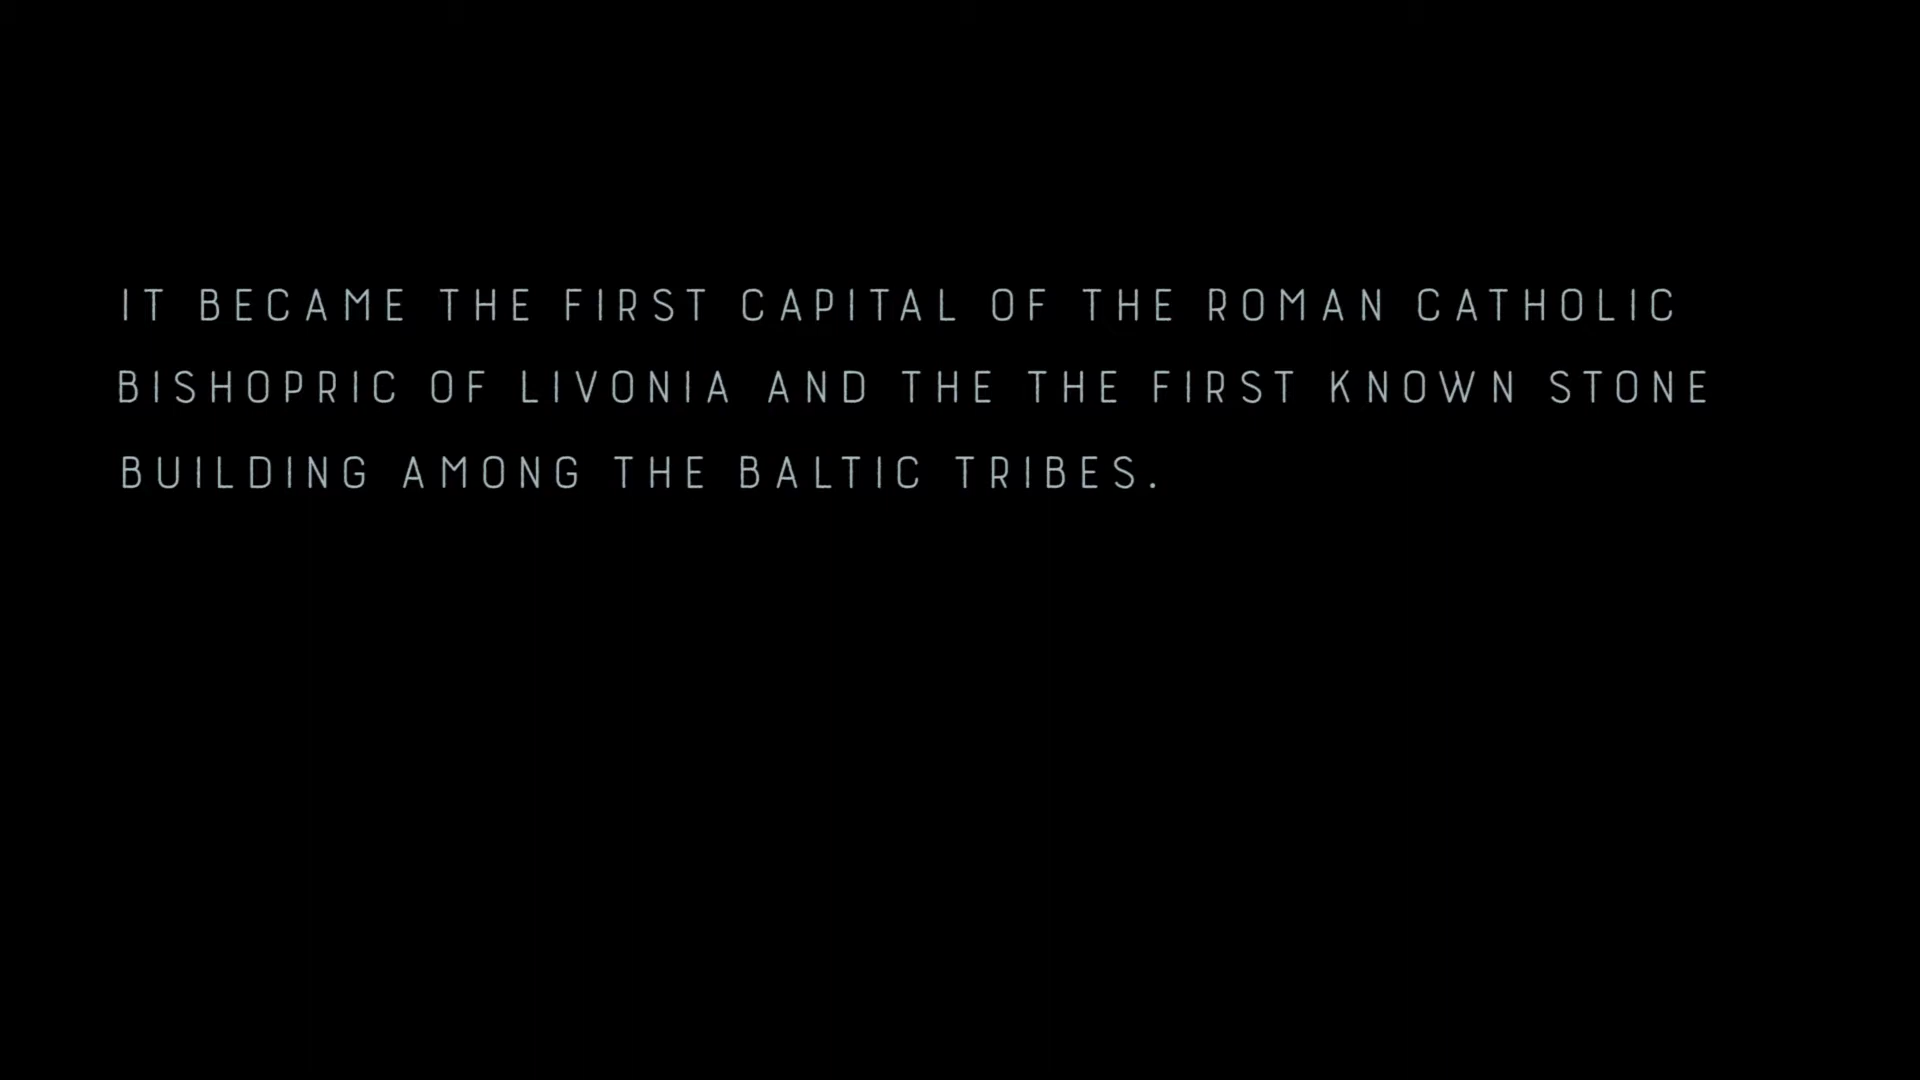 IT BECAME THE FIRST CAPITAL OF THE ROMAN CATHOLIC
BISHOPRIC OF LIVONIA AND THE THE FIRST KNOWN STONE
BUILDING AMONG THE BALTIC TRIBES.